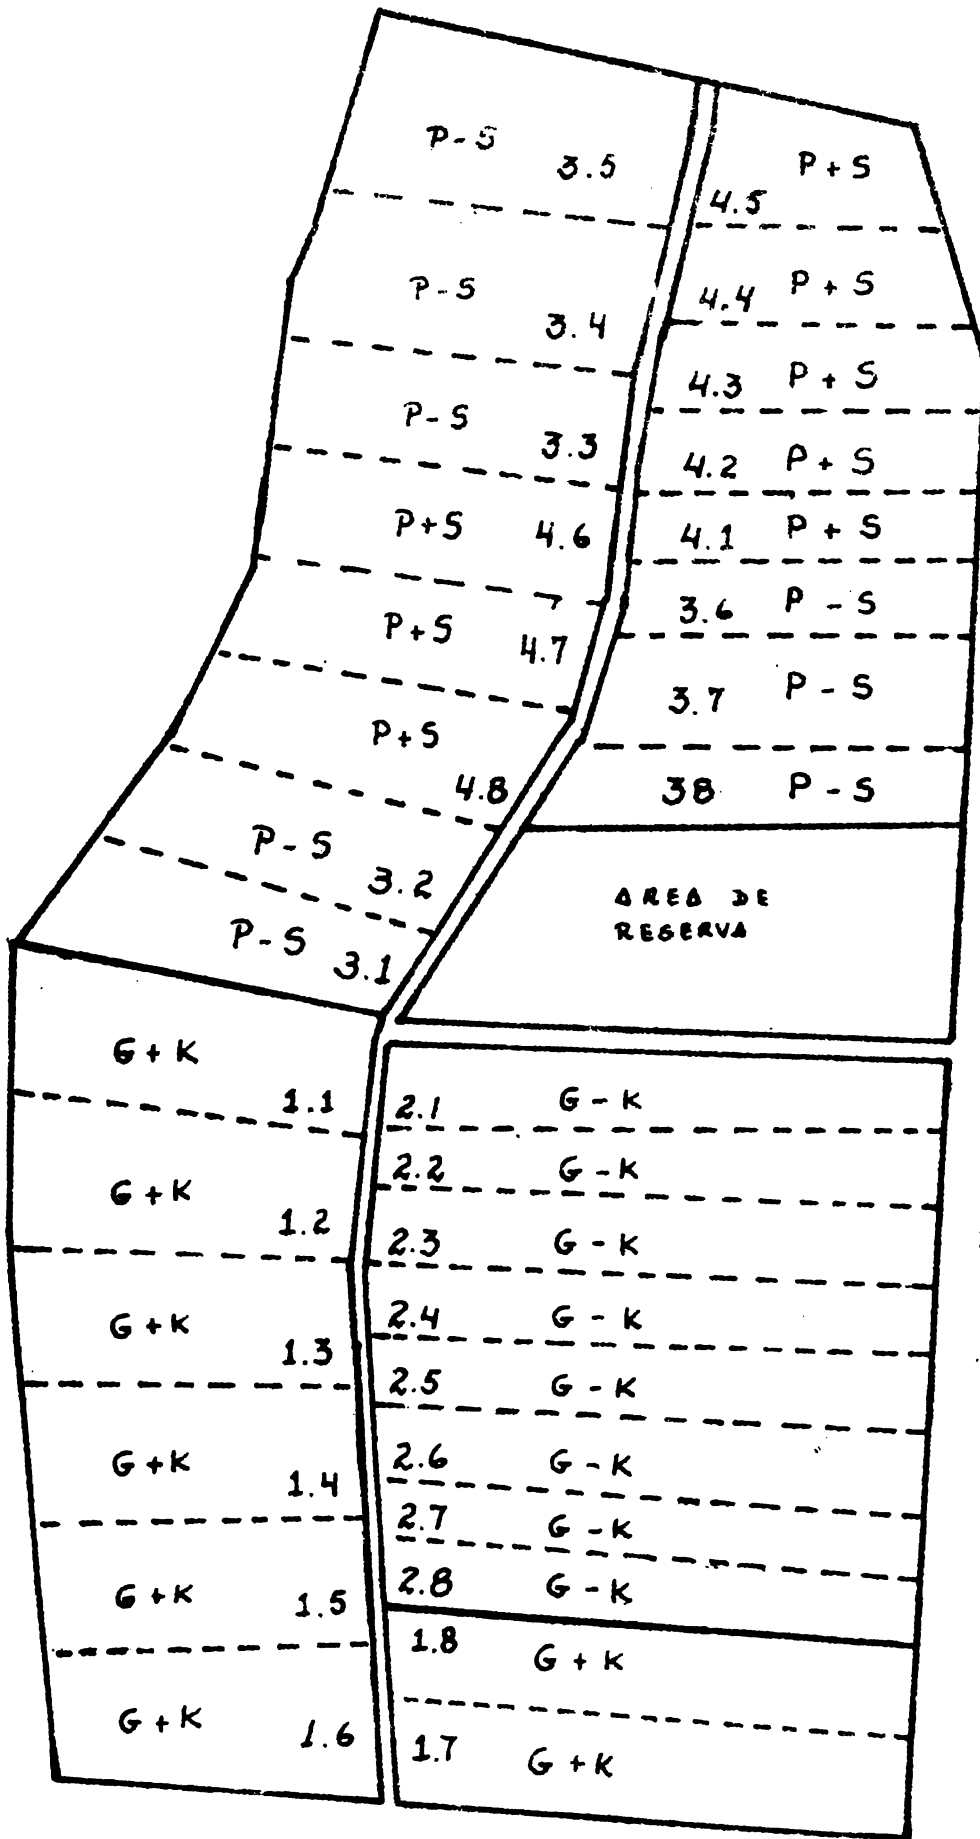 P-S 3.5
P-S 3.4
P-S 3.3
P+S 4.6
P+S 4.7
P+S 4.8
P-S 3.2
P-S 3.1
P+S
4.5
4.4 P+S
4.3 P+S
4.2 P+S
4.1 P+S
3.6 P-S
3.7 P-S
38 P-S
AREA DE
RESERVA
G+K 1.1
G+K 1.2
G+K 1.3
G+K 1.4
G+K 1.5
G+K 1.6
2.1 G-K
2.2 G-K
2.3 G-K
2.4 G-K
2.5 G-K
2.6 G-K
2.7 G-K
2.8 G-K
1.8 G+K
1.7 G+K